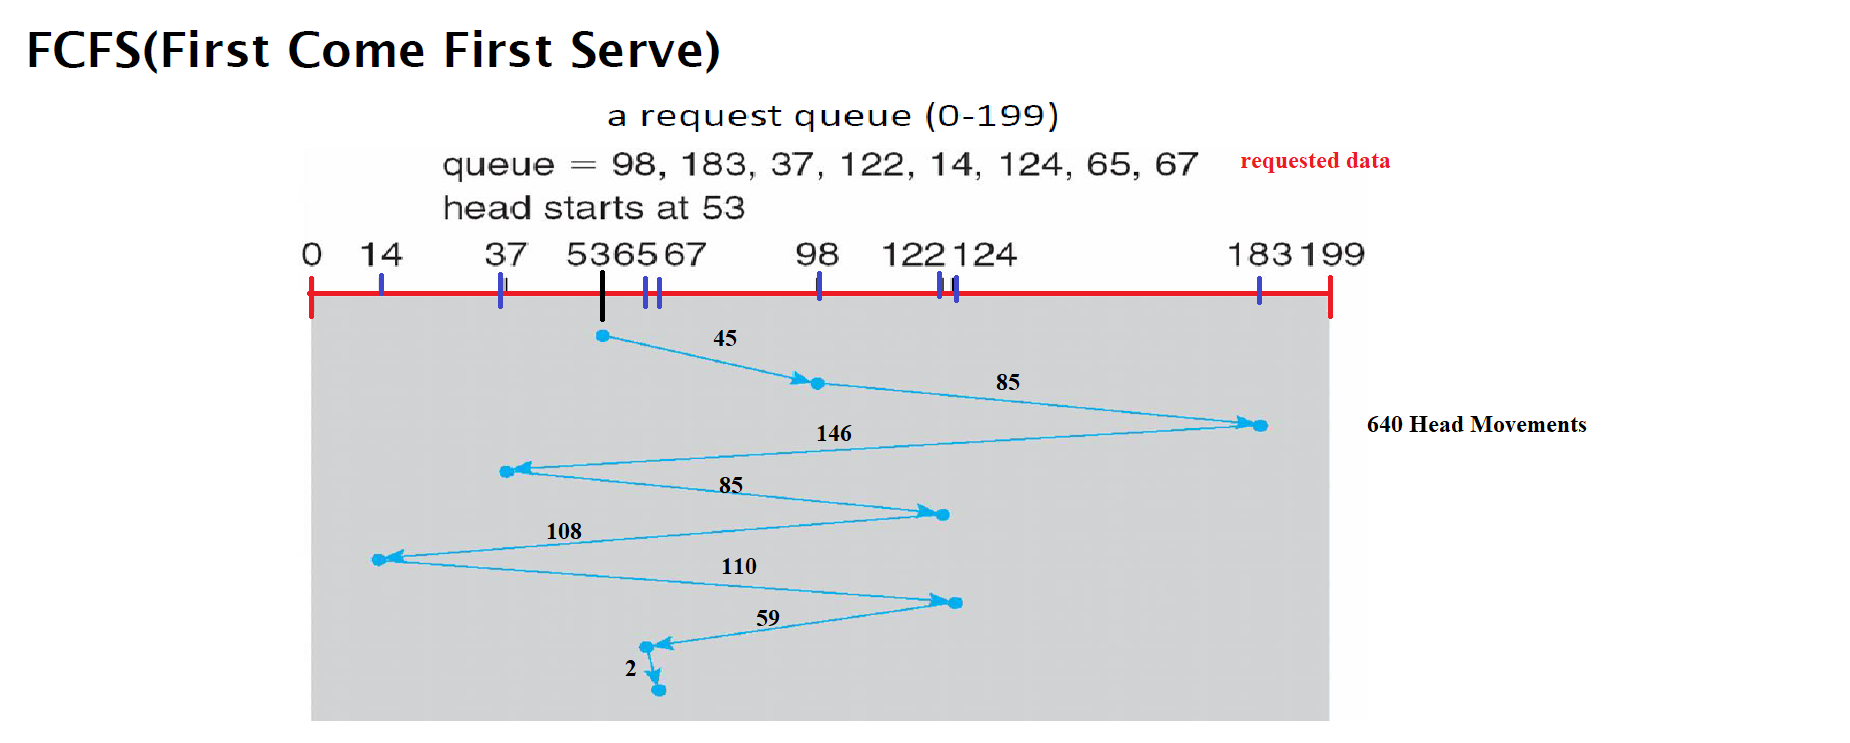 FCFS(First Come First Serve)
a request queue (0-199)
queue = 98, 183, 37, 122, 14, 124, 65, 67 requested data
head starts at 53
0 14 37 53 65 67 98 122 124 183 199
45
85
640 Head Movements
146
85
108
110
59
2